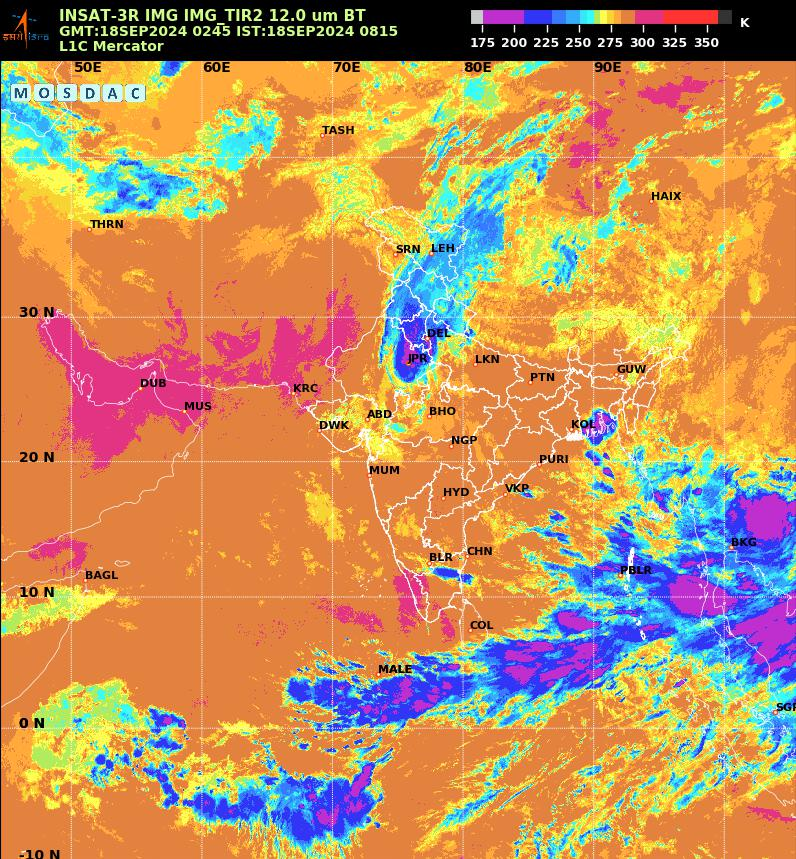 INSAT-3R IMG IMG_TIR2 12.0 um BT
GMT:18SEP2024 0245 IST:18SEP2024 0815
L1C Mercator
175 200 225 250 275 300 325 350
K
50E 60E 70E 80E 90E
MOSDAC
TASH
HAIX
THRN
SRN LEH
30 N
DEL
JPR LKN
GUW
PTN
DUB
KRC
MUS
ABD BHO
DWK KOL
NGP
20 N
PURI
MUM
HYD VKP
BKG
BLR CHN
PBLR
BAGL
10 N
COL
MALE
SGP
0 N
-10 N